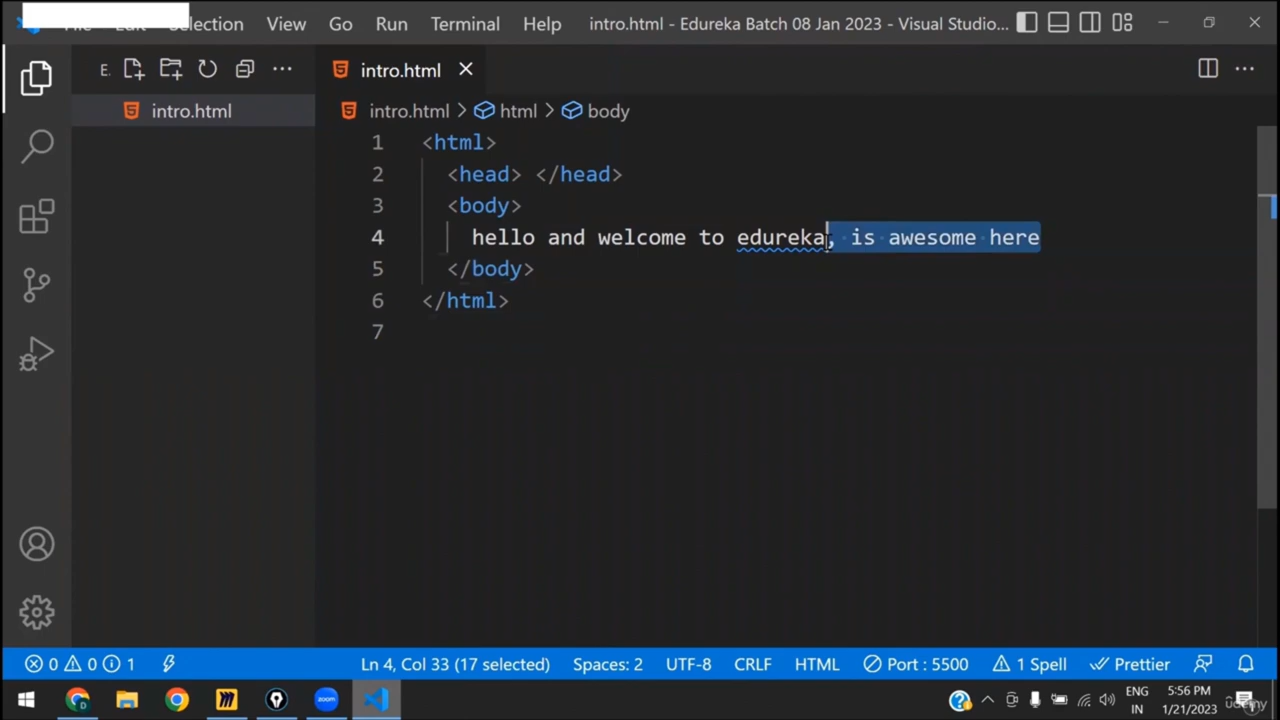 Selection View Go Run Terminal Help intro.html - Edureka Batch 08 Jan 2023 - Visual Studio...
E. intro.html
intro.html
intro.html > html > body
1 <html>
2 <head> </head>
3 <body>
4 hello and welcome to edureka, is awesome here
5 </body>
6 </html>
7
0 0 1 Ln 4, Col 33 (17 selected) Spaces: 2 UTF-8 CRLF HTML Port : 5500 1 Spell Prettier
zoom ENG 5:56 PM
IN 1/21/2023 udemy